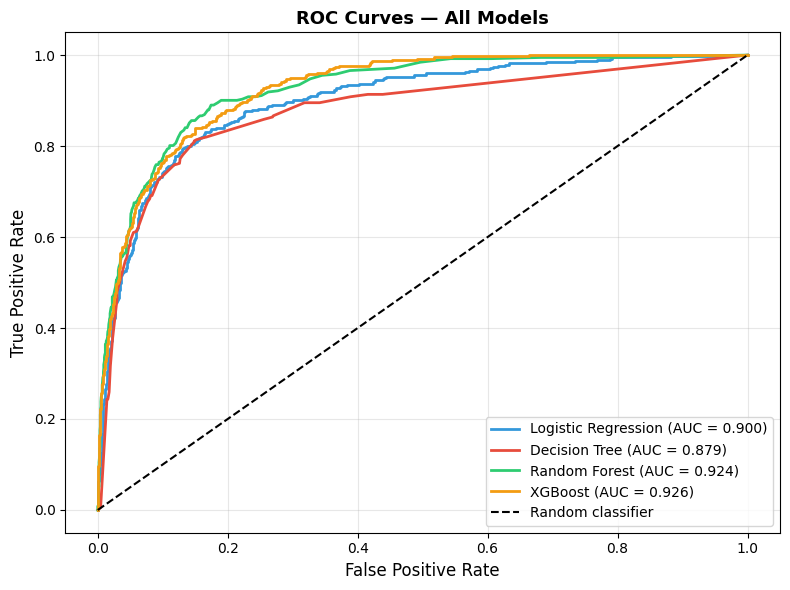 ROC Curves — All Models
True Positive Rate
1.0
0.8
0.6
0.4
0.2
0.0
0.0 0.2 0.4 0.6 0.8 1.0
False Positive Rate
Logistic Regression (AUC = 0.900)
Decision Tree (AUC = 0.879)
Random Forest (AUC = 0.924)
XGBoost (AUC = 0.926)
Random classifier